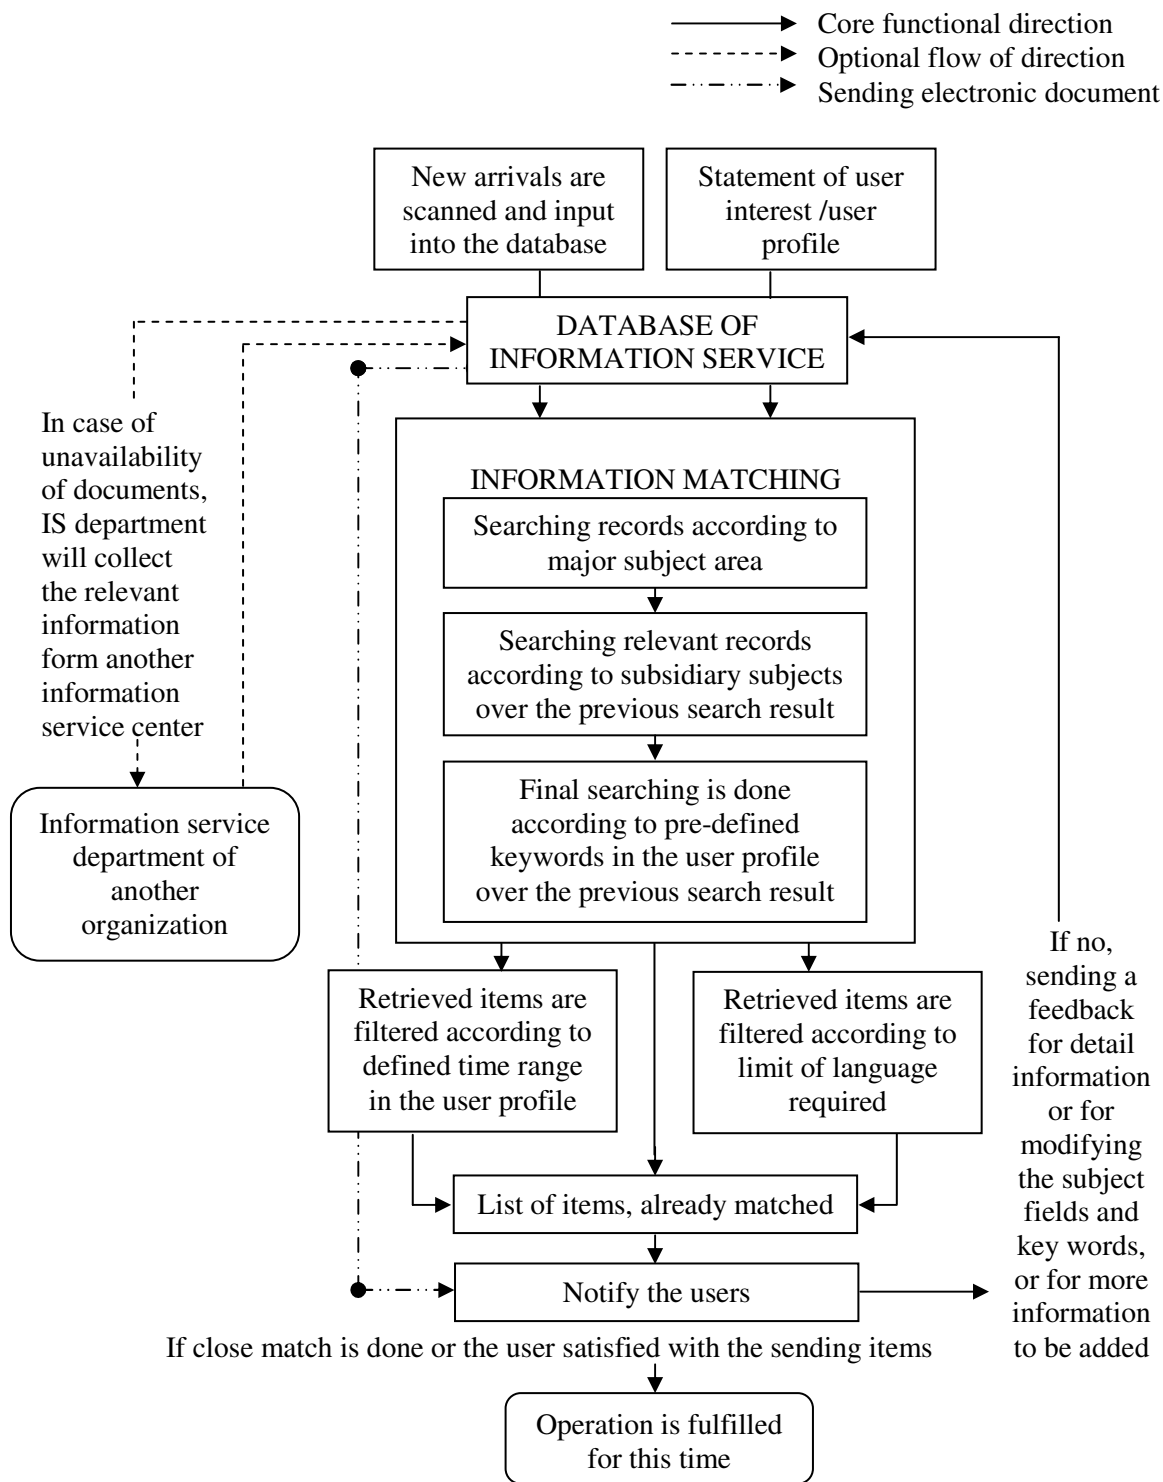 Core functional direction
Optional flow of direction
Sending electronic document
New arrivals are
scanned and input
into the database
Statement of user
interest /user
profile
DATABASE OF
INFORMATION SERVICE
In case of
unavailability
of documents,
IS department
will collect
the relevant
information
form another
information
service center
Information service
department of
another
organization
INFORMATION MATCHING
Searching records according to
major subject area
Searching relevant records
according to subsidiary subjects
over the previous search result
Final searching is done
according to pre-defined
keywords in the user profile
over the previous search result
Retrieved items are
filtered according to
defined time range
in the user profile
Retrieved items are
filtered according to
limit of language
required
If no,
sending a
feedback
for detail
information
or for
modifying
the subject
fields and
key words,
or for more
information
to be added
List of items, already matched
Notify the users
If close match is done or the user satisfied with the sending items
Operation is fulfilled
for this time